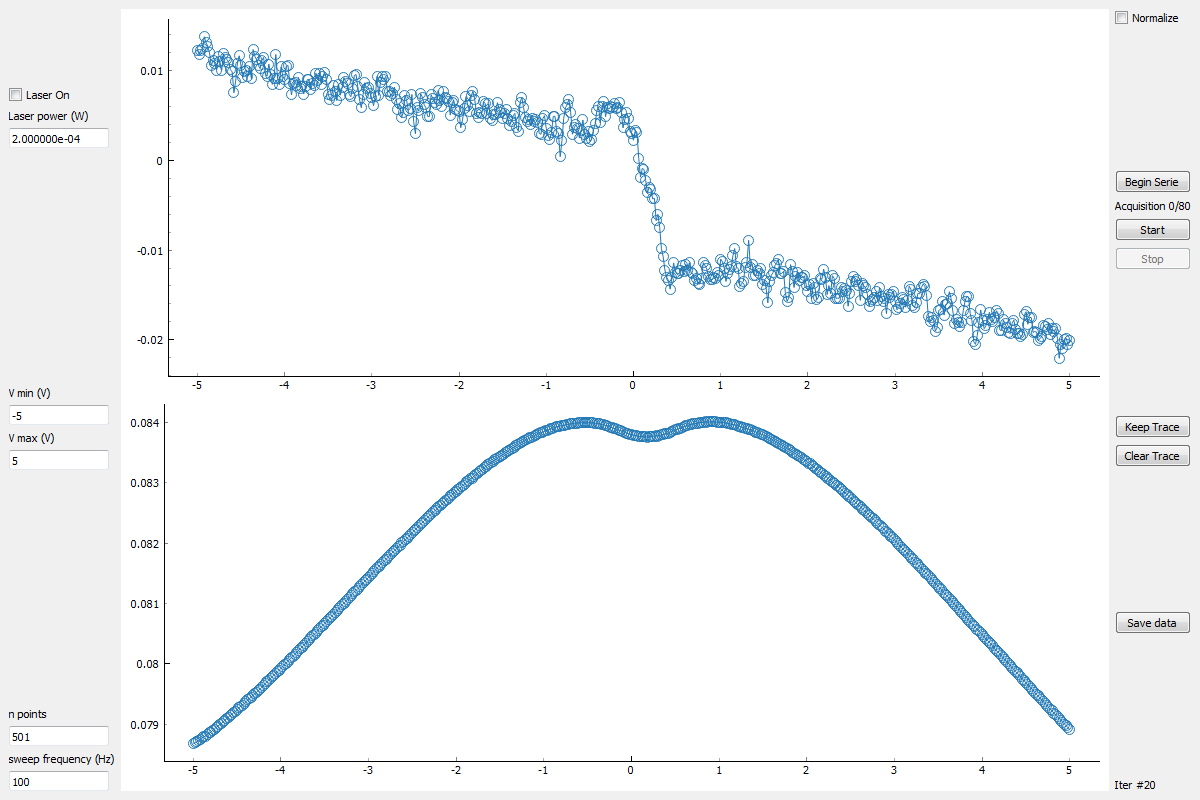 Normalize
Laser On
Laser power (W)
2.000000e-04
0.01
0
-0.01
-0.02
-5 -4 -3 -2 -1 0 1 2 3 4 5
Begin Serie
Acquisition 0/80
Start
Stop
V min (V)
-5
V max (V)
5
0.084
0.083
0.082
0.081
0.08
0.079
-5 -4 -3 -2 -1 0 1 2 3 4 5
Keep Trace
Clear Trace
Save data
n points
501
sweep frequency (Hz)
100
Iter #20